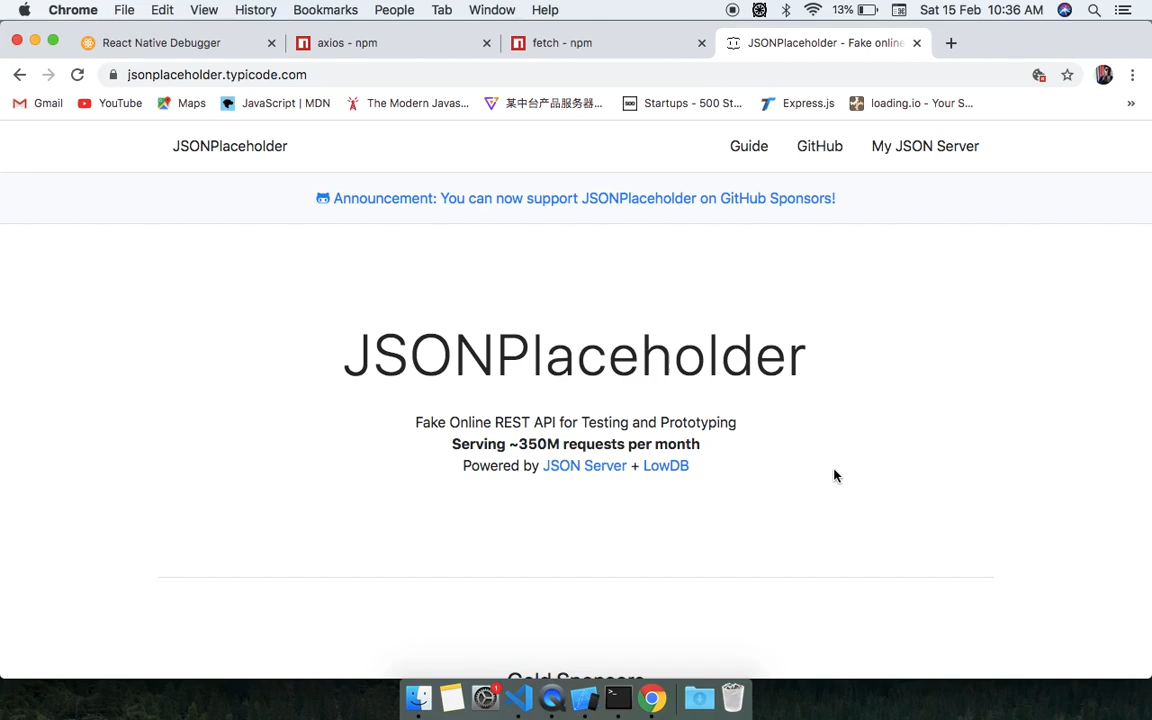 Chrome File Edit View History Bookmarks People Tab Window Help 13% Sat 15 Feb 10:36 AM
React Native Debugger axios - npm fetch - npm JSONPlaceholder - Fake online
jsonplaceholder.typicode.com
Gmail YouTube Maps JavaScript | MDN The Modern Javas... 某中台产品服务器... Startups - 500 St... Express.js loading.io - Your S... »
JSONPlaceholder Guide GitHub My JSON Server
Announcement: You can now support JSONPlaceholder on GitHub Sponsors!
JSONPlaceholder
Fake Online REST API for Testing and Prototyping
Serving ~350M requests per month
Powered by JSON Server + LowDB
Gold Sponsors
1